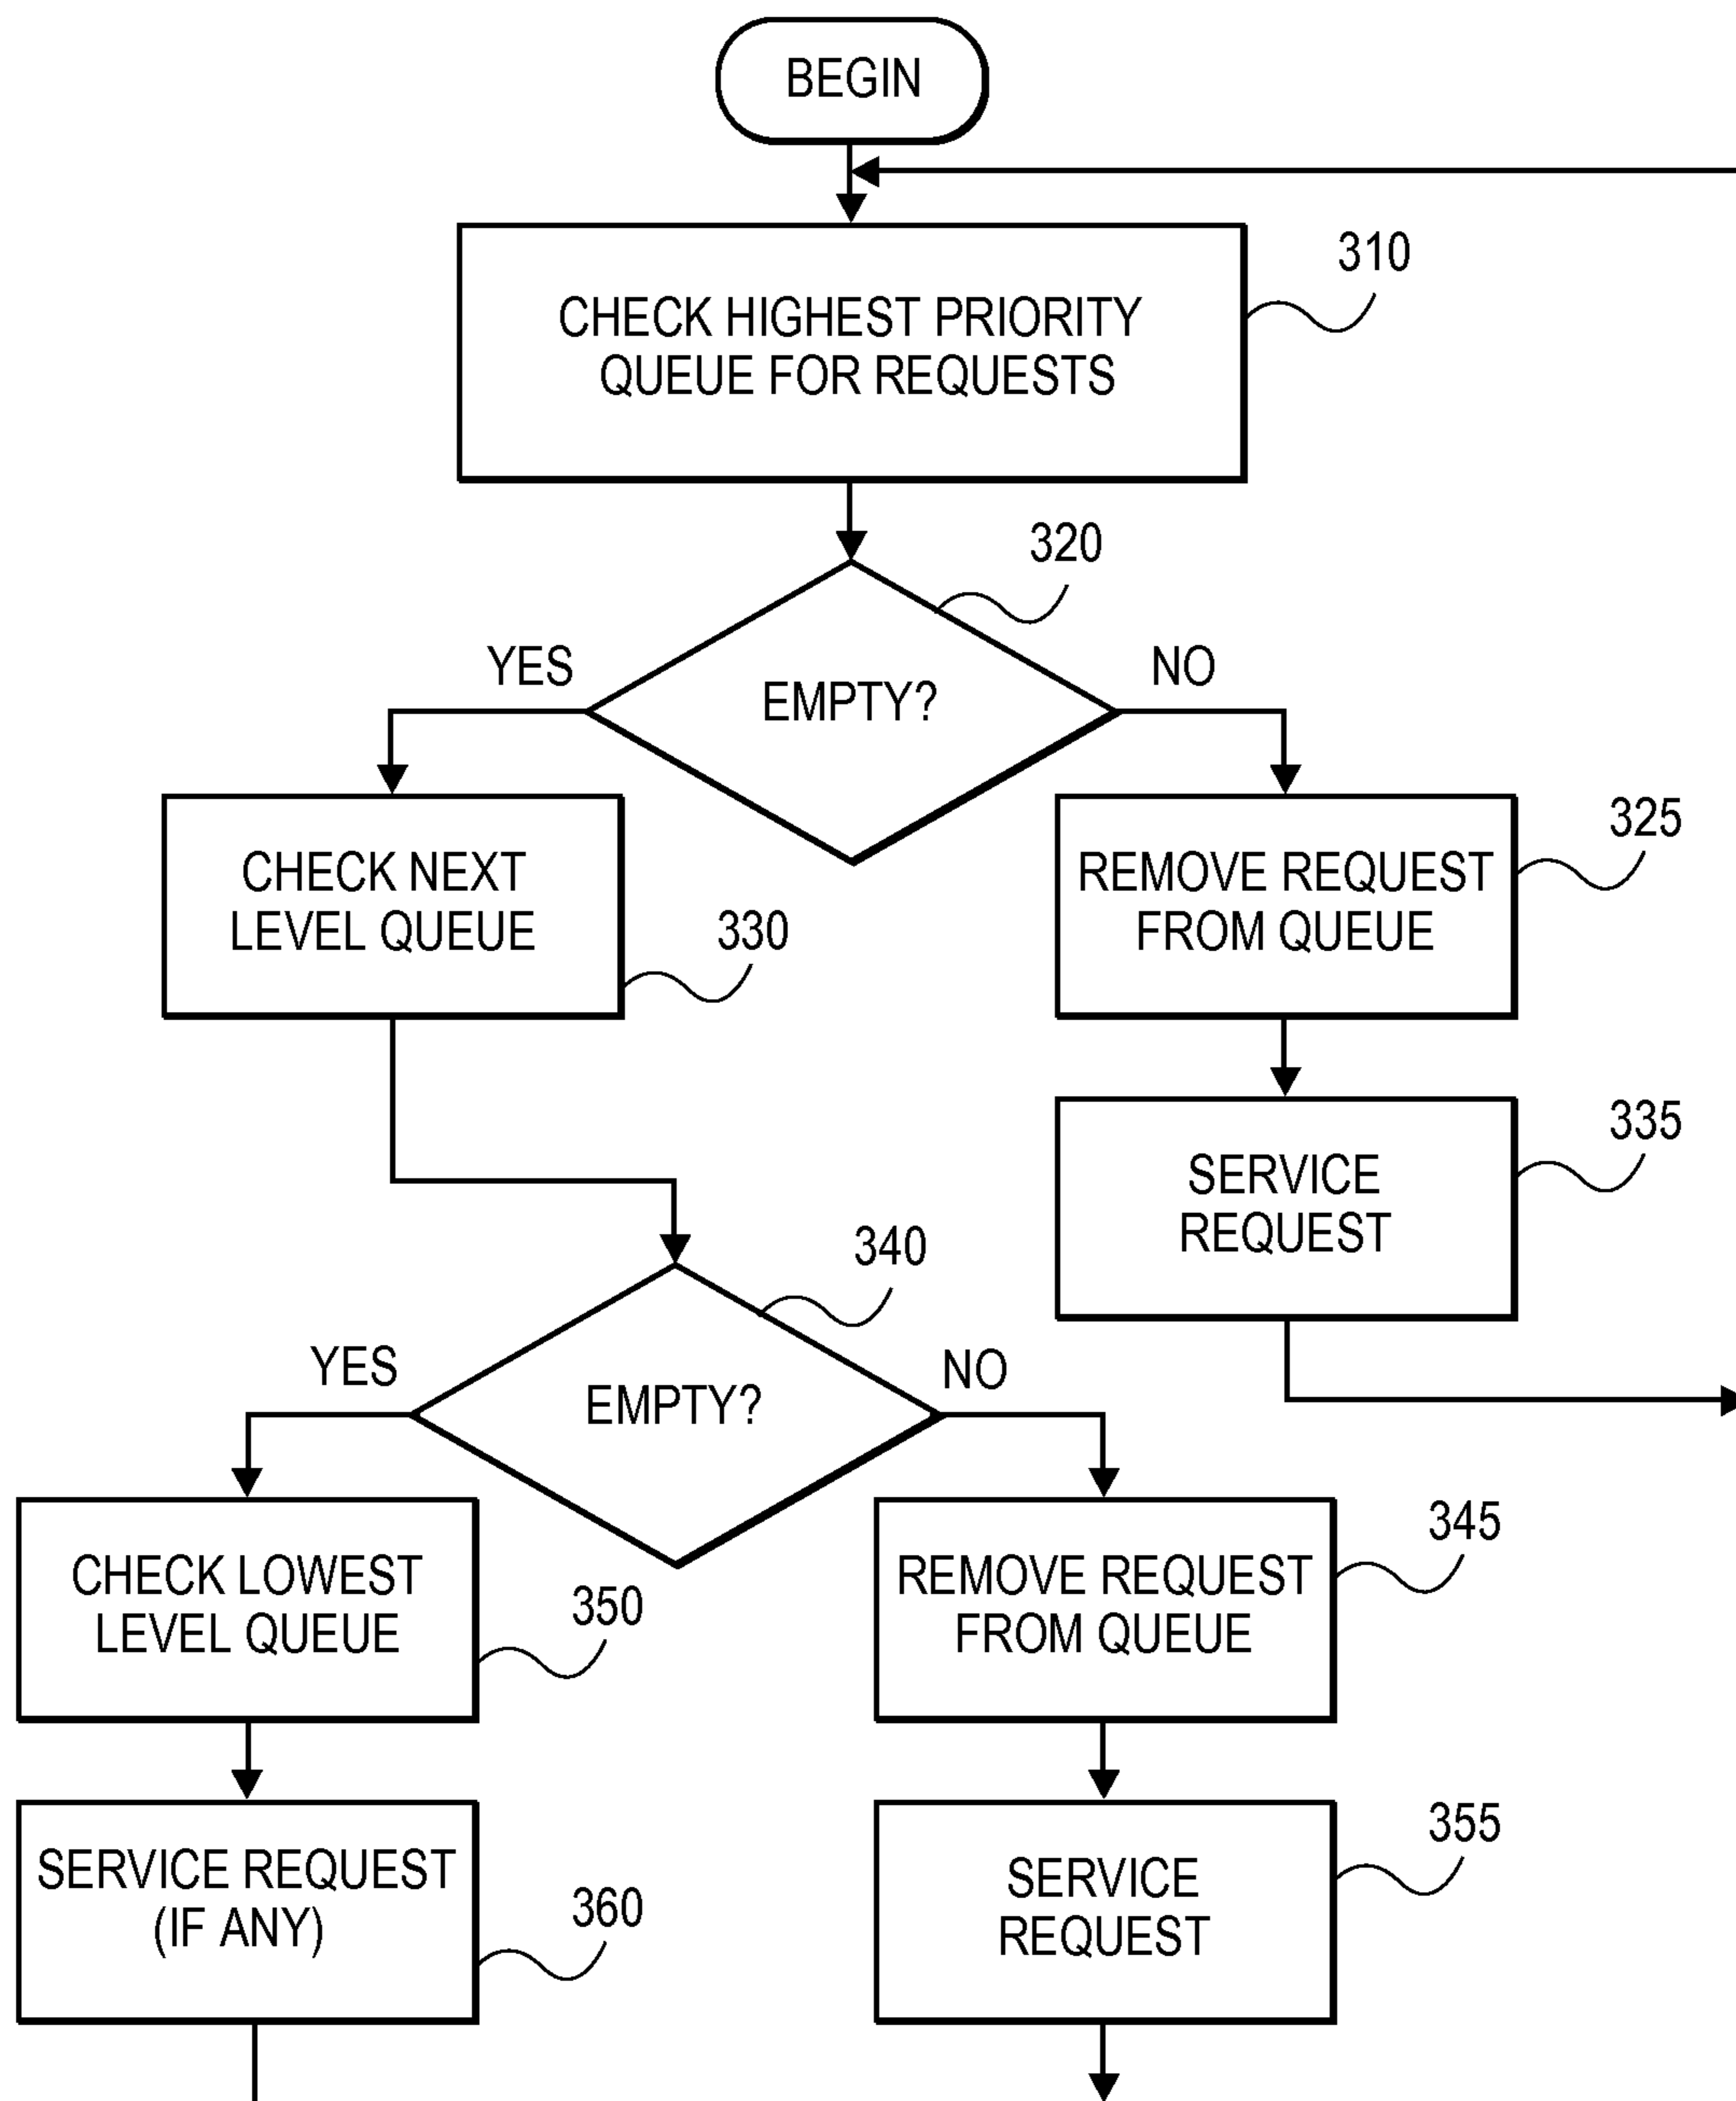 BEGIN
CHECK HIGHEST PRIORITY
QUEUE FOR REQUESTS
310
320
YES
EMPTY?
NO
CHECK NEXT
LEVEL QUEUE
330
REMOVE REQUEST
FROM QUEUE
325
SERVICE
REQUEST
335
340
YES
EMPTY?
NO
CHECK LOWEST
LEVEL QUEUE
350
REMOVE REQUEST
FROM QUEUE
345
SERVICE REQUEST
(IF ANY)
360
SERVICE
REQUEST
355